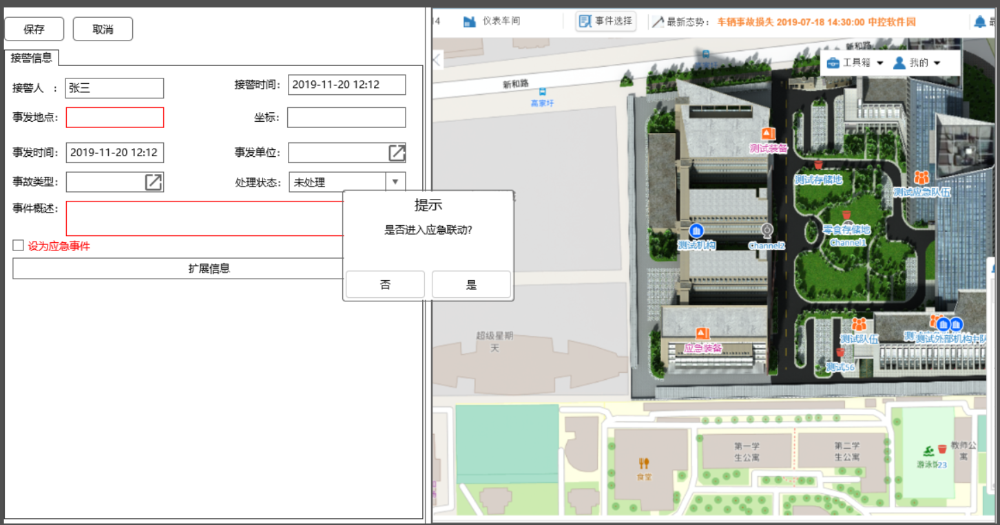 保存
取消
接警信息
接警人 :
张三
接警时间:
2019-11-20 12:12
事发地点:
坐标:
事发时间:
2019-11-20 12:12
事发单位:
事故类型:
处理状态:
未处理
事件概述:
设为应急事件
扩展信息
提示
是否进入应急联动?
否
是
14
仪表车间
事件选择
最新态势:
车辆事故损失 2019-07-18 14:30:00 中控软件园
工具箱
我的
新和路
新和路
高家圩
测试装备
测试存储地
测试应急队伍
零食存储地
Channel1
测试机构
Channel2
超级星期
天
应急装备
测试队伍
测试外部机构中队
测试56
第一学
生公寓
第二学
生公寓
食堂
游泳
23
教师公
寓